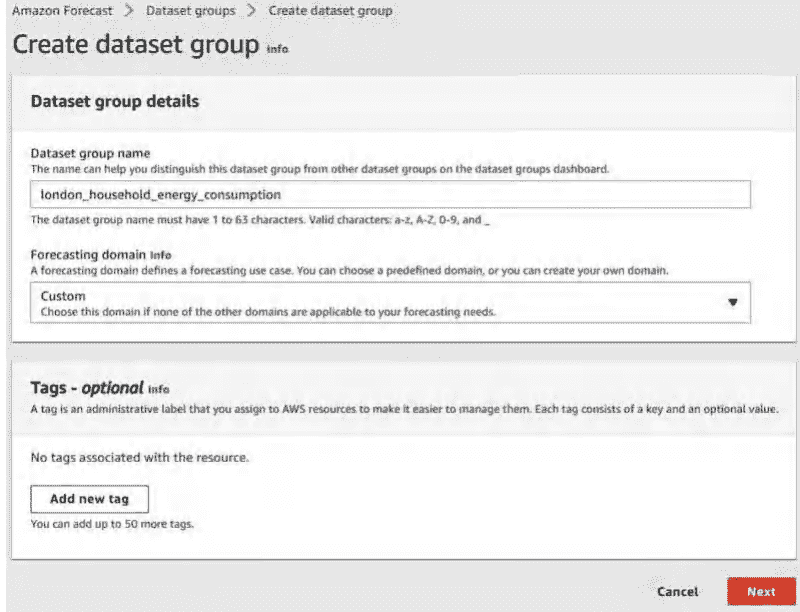 Amazon Forecast > Dataset groups > Create dataset group
Create dataset group Info
Dataset group details
Dataset group name
The name can help you distinguish this dataset group from other dataset groups on the dataset groups dashboard.
london_household_energy_consumption
The dataset group name must have 1 to 63 characters. Valid characters: a-z, A-Z, 0-9, and _
Forecasting domain Info
A forecasting domain defines a forecasting use case. You can choose a predefined domain, or you can create your own domain.
Custom
Choose this domain if none of the other domains are applicable to your forecasting needs.
Tags - optional Info
A tag is an administrative label that you assign to AWS resources to make it easier to manage them. Each tag consists of a key and an optional value.
No tags associated with the resource.
Add new tag
You can add up to 50 more tags.
Cancel Next